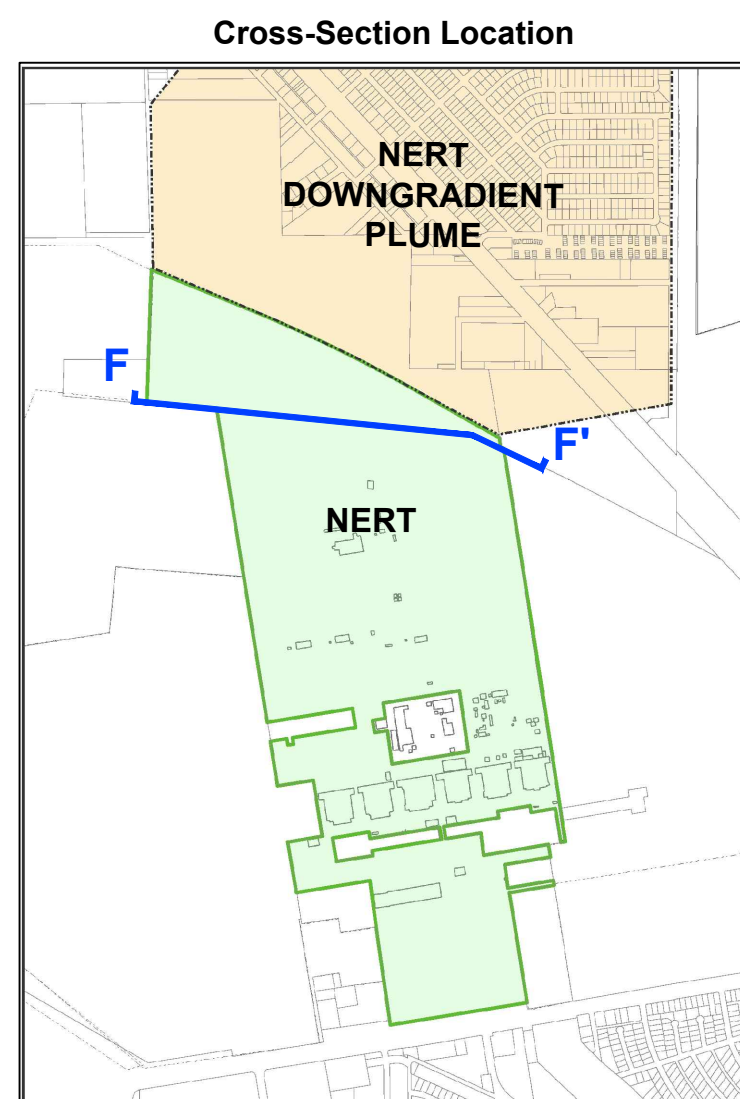 Cross-Section Location
NERT
DOWNGRADIENT
PLUME
F
F'
NERT